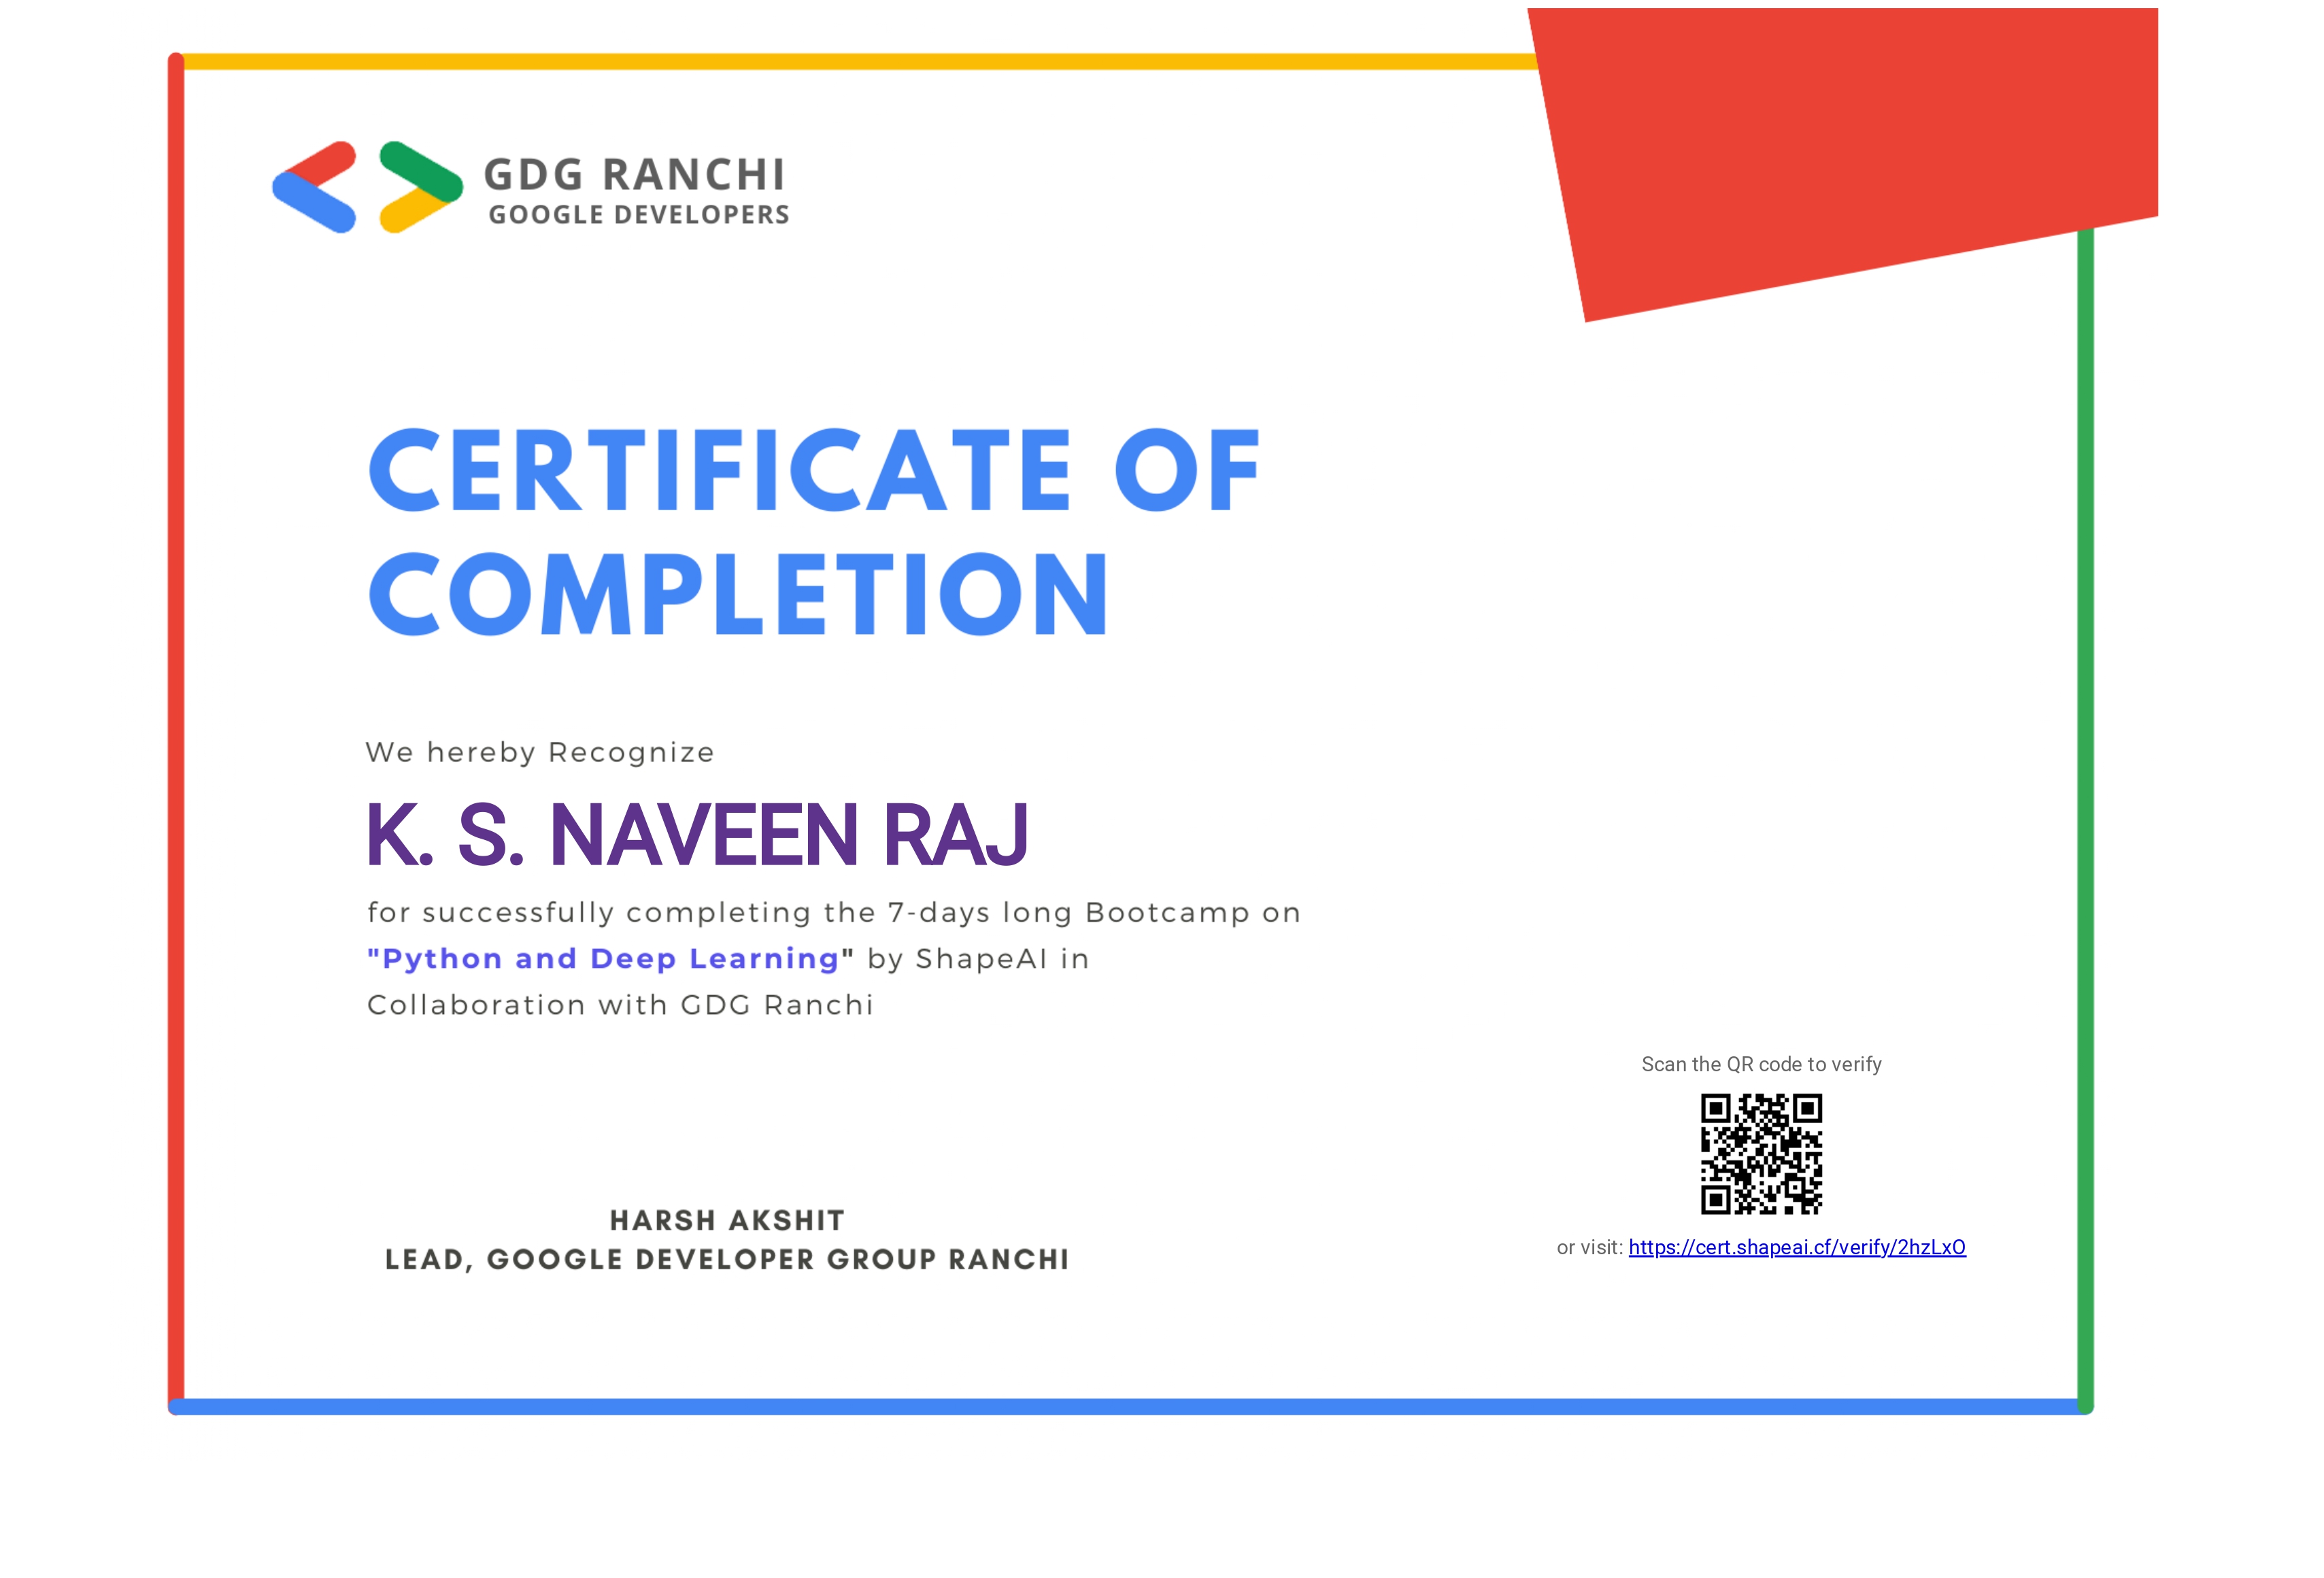 GDG RANCHI
GOOGLE DEVELOPERS
CERTIFICATE OF
COMPLETION
We hereby Recognize
K. S. NAVEEN RAJ
for successfully completing the 7-days long Bootcamp on
"Python and Deep Learning" by ShapeAI in
Collaboration with GDG Ranchi
HARSH AKSHIT
LEAD, GOOGLE DEVELOPER GROUP RANCHI
Scan the QR code to verify
or visit: https://cert.shapeai.cf/verify/2hzLxO